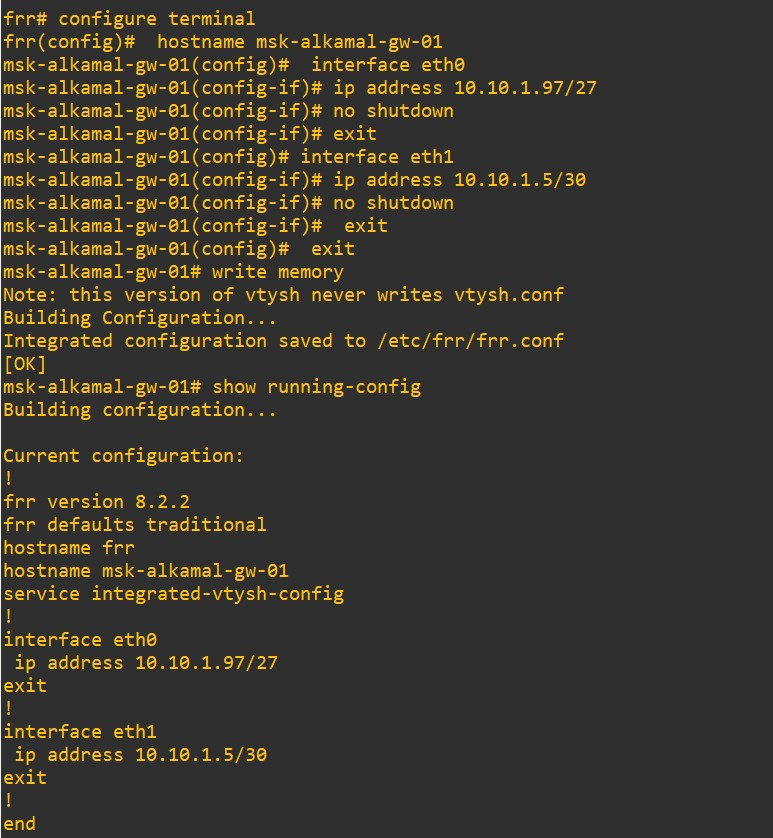 frr# configure terminal
frr(config)#  hostname msk-alkamal-gw-01
msk-alkamal-gw-01(config)#  interface eth0
msk-alkamal-gw-01(config-if)# ip address 10.10.1.97/27
msk-alkamal-gw-01(config-if)# no shutdown
msk-alkamal-gw-01(config-if)# exit
msk-alkamal-gw-01(config)# interface eth1
msk-alkamal-gw-01(config-if)# ip address 10.10.1.5/30
msk-alkamal-gw-01(config-if)# no shutdown
msk-alkamal-gw-01(config-if)#  exit
msk-alkamal-gw-01(config)#  exit
msk-alkamal-gw-01# write memory
Note: this version of vtysh never writes vtysh.conf
Building Configuration...
Integrated configuration saved to /etc/frr/frr.conf
[OK]
msk-alkamal-gw-01# show running-config
Building configuration...

Current configuration:
!
frr version 8.2.2
frr defaults traditional
hostname frr
hostname msk-alkamal-gw-01
service integrated-vtysh-config
!
interface eth0
 ip address 10.10.1.97/27
exit
!
interface eth1
 ip address 10.10.1.5/30
exit
!
end